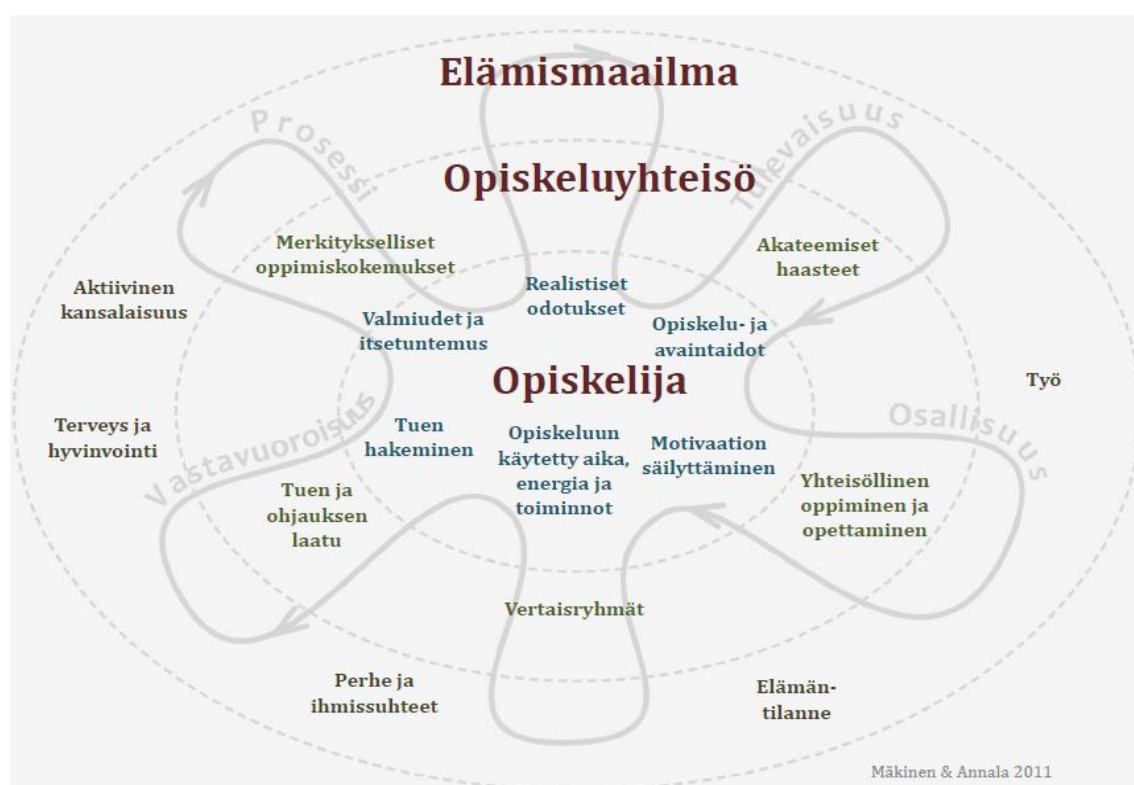 Elämismaailma
Prosessi
Tulevaisuus
Opiskeluyhteisö
Merkitykselliset
oppimiskokemukset
Akateemiset
haasteet
Aktiivinen
kansalaisuus
Realistiset
odotukset
Valmiudet ja
itsetuntemus
Opiskelu- ja
avaintaidot
Opiskelija
Työ
Terveys ja
hyvinvointi
Vastavuoroisuus
Osallisuus
Tuen
hakeminen
Opiskeluun
käytetty aika,
energia ja
toiminnot
Motivaation
säilyttäminen
Tuen ja
ohjauksen
laatu
Yhteisöllinen
oppiminen ja
opettaminen
Vertaisryhmät
Perhe ja
ihmissuhteet
Elämän-
tilanne
Mäkinen & Annala 2011